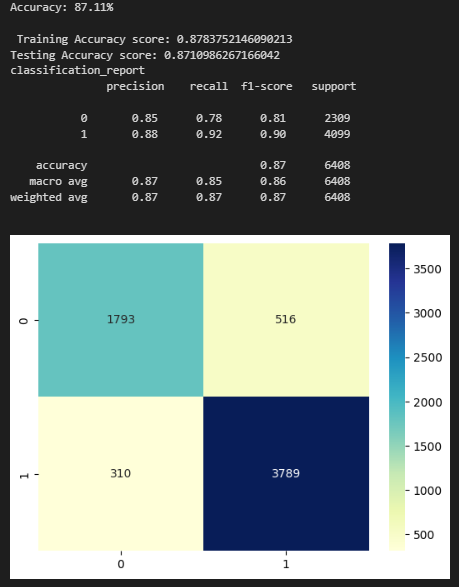 Accuracy: 87.11%
Training Accuracy score: 0.8783752146090213
Testing Accuracy score: 0.8710986267166042
classification_report
precision recall f1-score support
0 0.85 0.78 0.81 2309
1 0.88 0.92 0.90 4099
accuracy 0.87 6408
macro avg 0.87 0.85 0.86 6408
weighted avg 0.87 0.87 0.87 6408
3500
0 1793 516
3000
2500
2000
1500
1 310 3789
1000
500
0 1